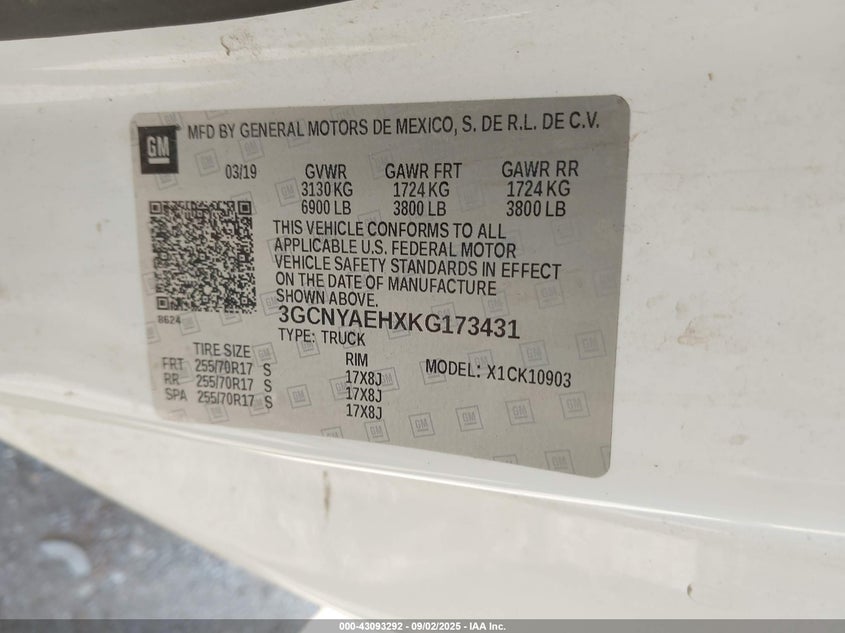 GM
MFD BY GENERAL MOTORS DE MEXICO, S. DE R.L. DE C.V.
03/19 GVWR GAWR FRT GAWR RR
3130 KG 1724 KG 1724 KG
6900 LB 3800 LB 3800 LB
THIS VEHICLE CONFORMS TO ALL
APPLICABLE U.S. FEDERAL MOTOR
VEHICLE SAFETY STANDARDS IN EFFECT
ON THE DATE OF MANUFACTURE
SHOWN ABOVE.
8624
3GCNYAEHXKG173431
TYPE: TRUCK
TIRE SIZE RIM MODEL: X1CK10903
FRT 255/70R17 S 17X8J
RR 255/70R17 S 17X8J
SPA 255/70R17 S 17X8J
000-43093292 - 09/02/2025 - IAA Inc.